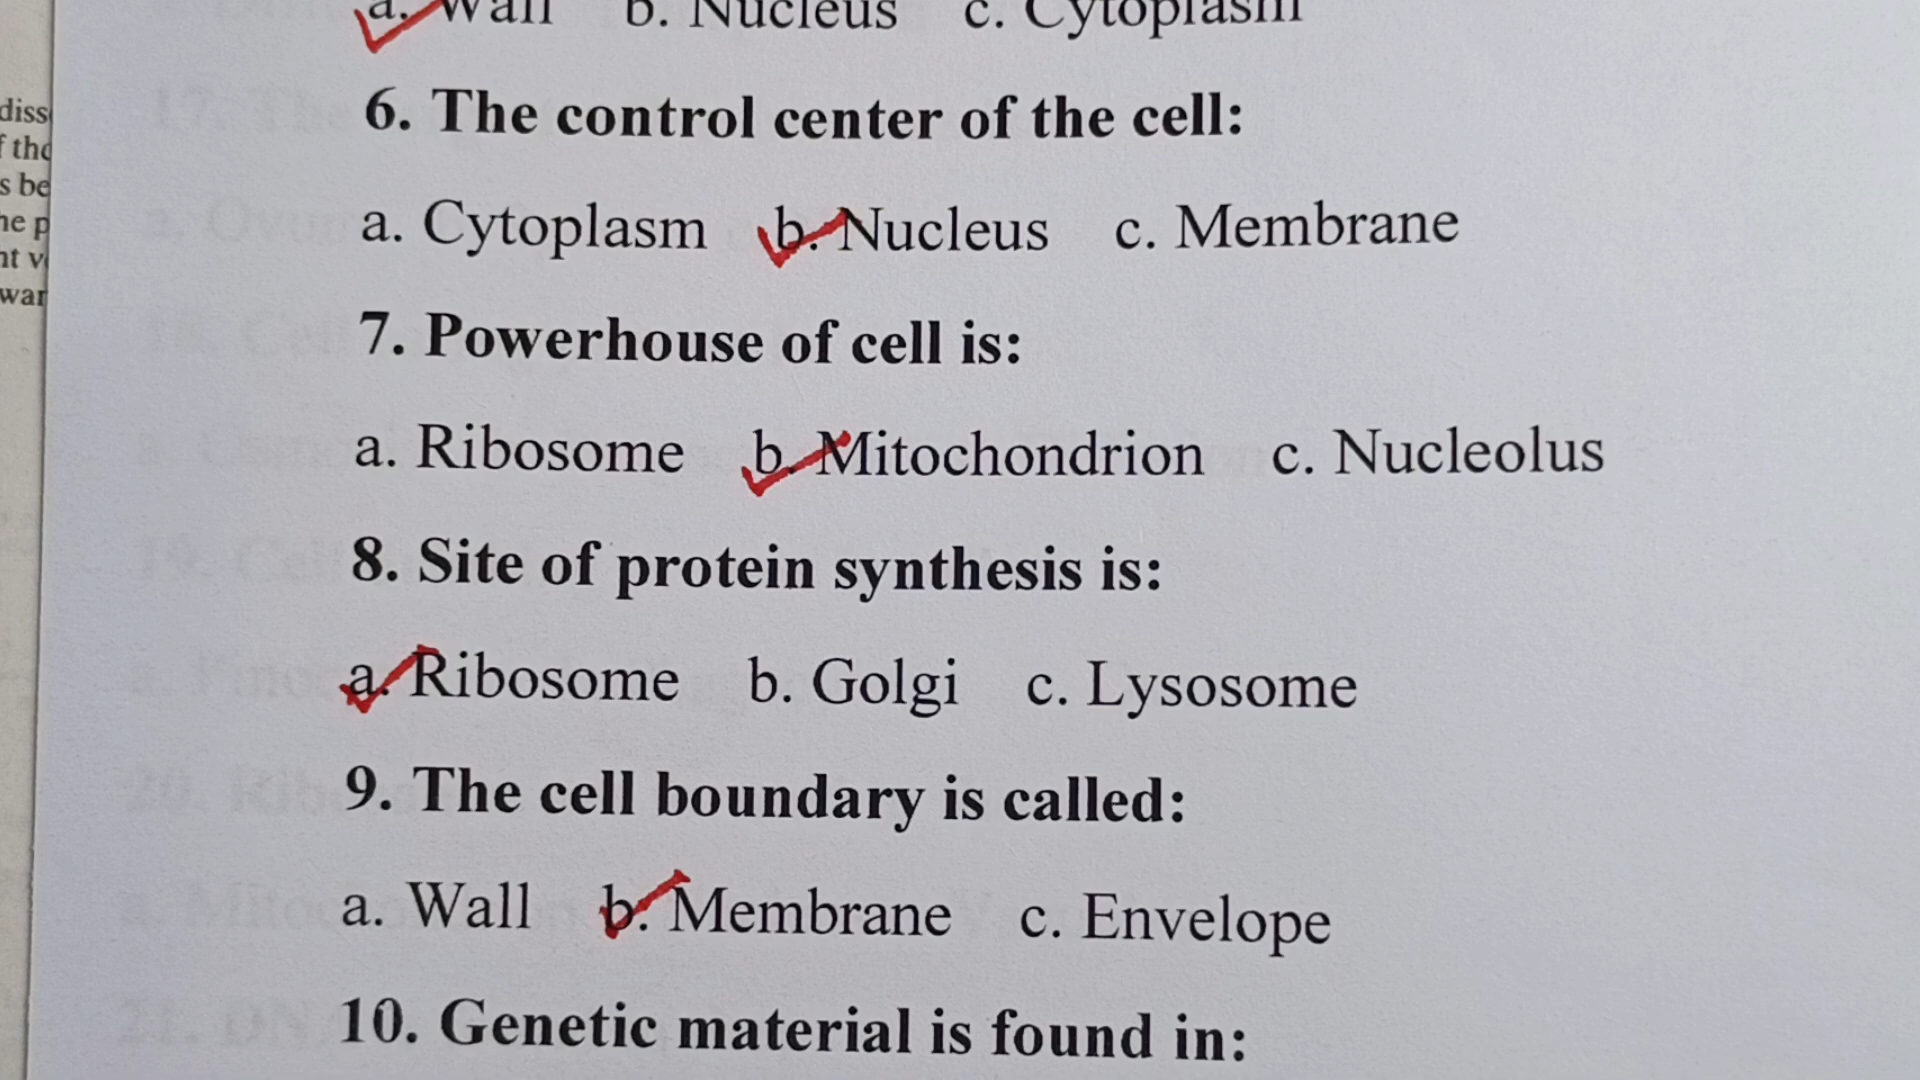 a. Wall b. Nucleus c. Cytoplasm
6. The control center of the cell:
a. Cytoplasm b. Nucleus c. Membrane
7. Powerhouse of cell is:
a. Ribosome b. Mitochondrion c. Nucleolus
8. Site of protein synthesis is:
a. Ribosome b. Golgi c. Lysosome
9. The cell boundary is called:
a. Wall b. Membrane c. Envelope
10. Genetic material is found in: